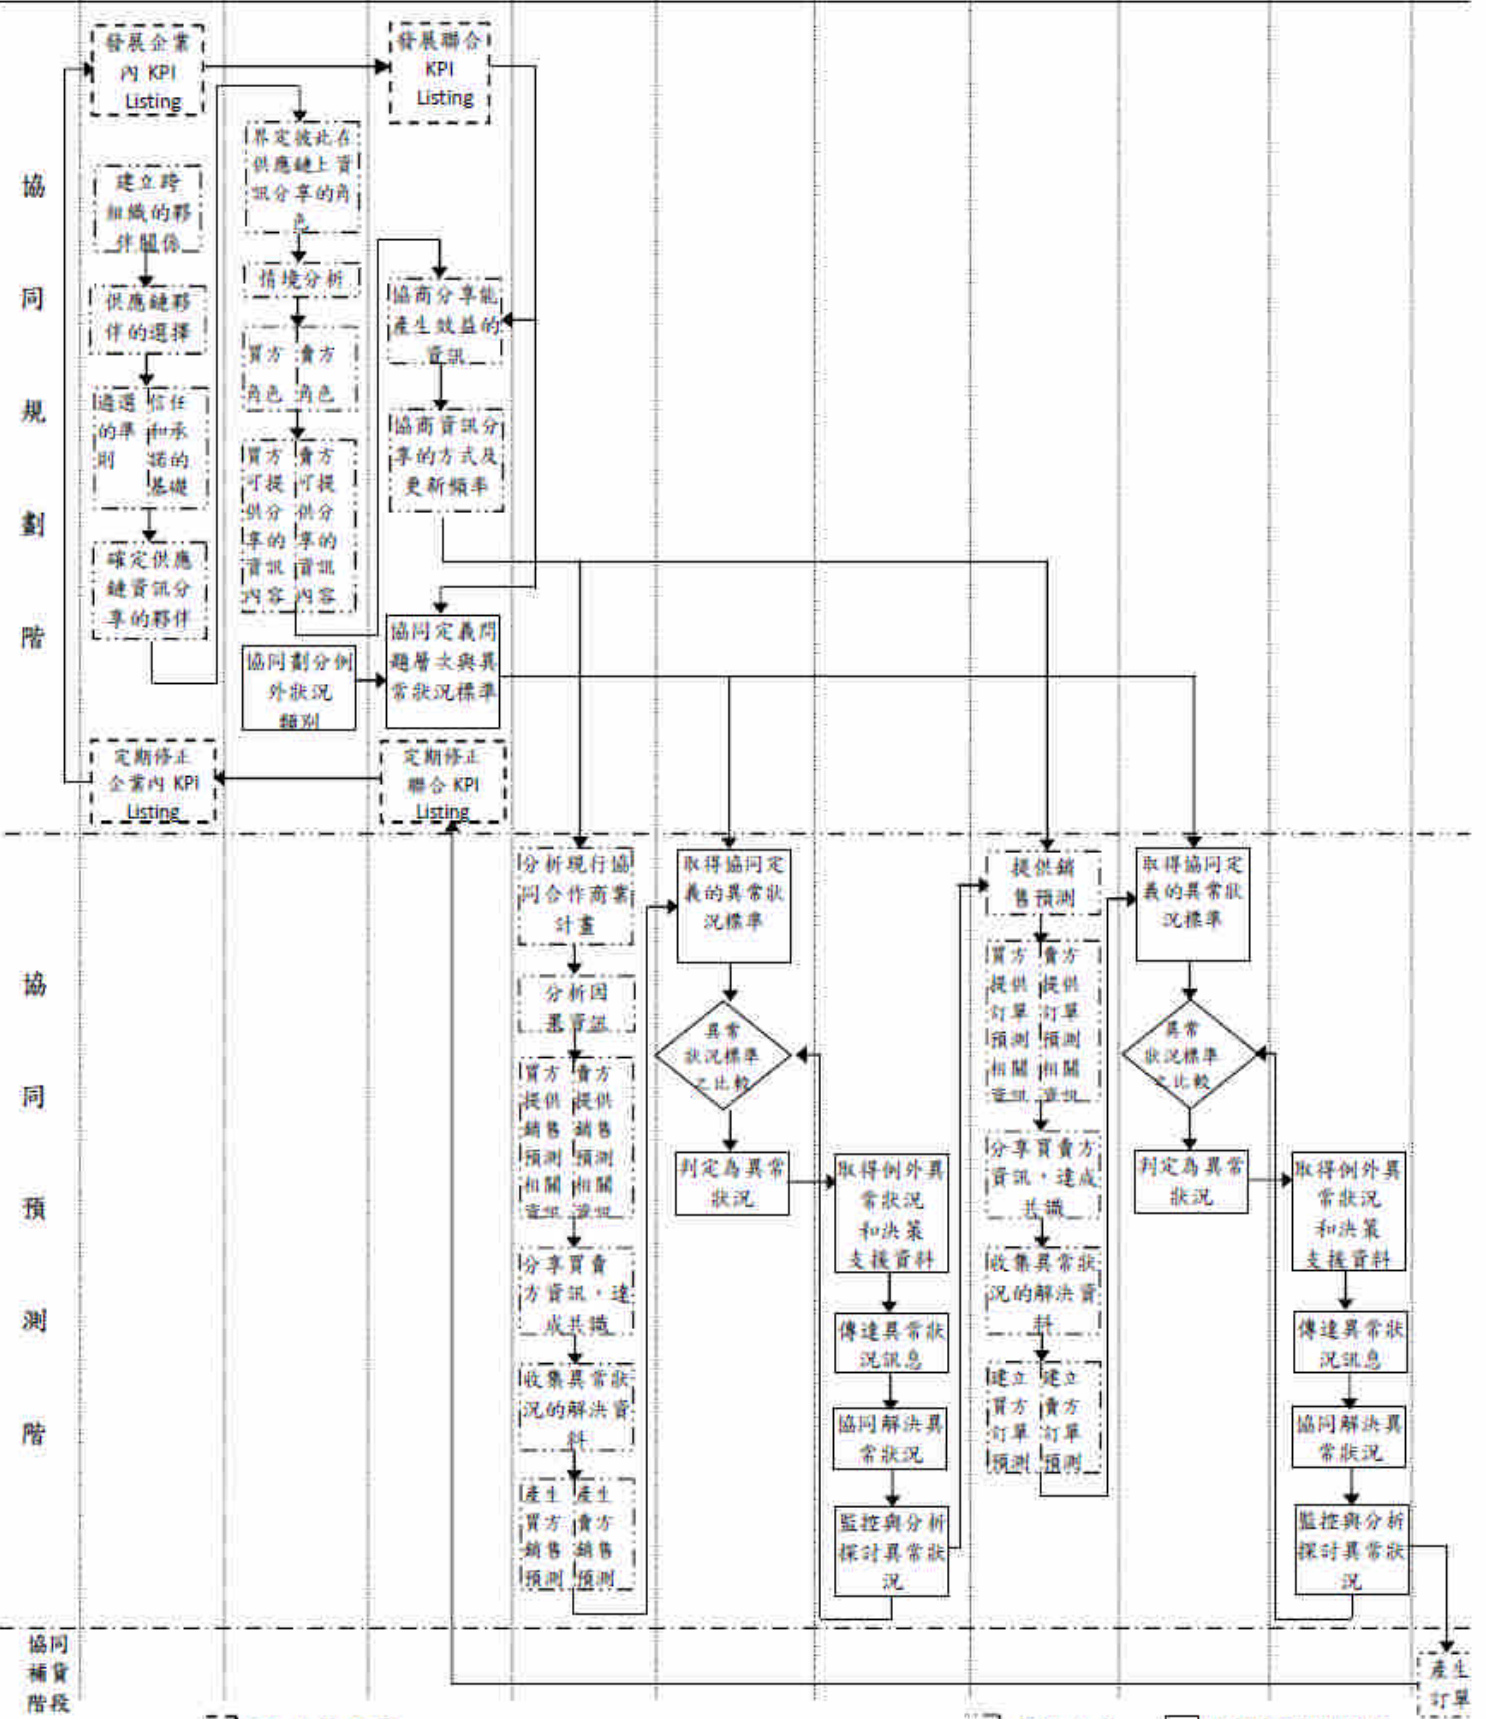 協
同
規
劃
階
發展企業
內 KPI
Listing
建立跨
組織的夥
伴關係
供應鏈夥
伴的選擇
遴選
的準
則
信任
和承
諾的
基礎
確定供應
鏈資訊分
享的夥伴
定期修正
企業內 KPI
Listing
界定彼此在
供應鏈上資
訊分享的角
色
情境分析
買方
角色
賣方
角色
買方
可提
供分
享的
資訊
內容
賣方
可提
供分
享的
資訊
內容
協同劃分例
外狀況
類別
發展聯合
KPI
Listing
協商分享能
產生效益的
資訊
協商資訊分
享的方式及
更新頻率
協同定義問
題層次與異
常狀況標準
定期修正
聯合 KPI
Listing
協
同
預
測
階
分析現行協
同合作商業
計畫
分析因
果資訊
買方
提供
銷售
預測
相關
資訊
賣方
提供
銷售
預測
相關
資訊
分享買賣
方資訊，達
成共識
收集異常狀
況的解決資
料
產生
買方
銷售
預測
產生
賣方
銷售
預測
取得協同定
義的異常狀
況標準
異常
狀況標準
之比較
判定為異常
狀況
取得例外異
常狀況
和決策
支援資料
傳達異常狀
況訊息
協同解決異
常狀況
監控與分析
探討異常狀
況
提供銷
售預測
買方
提供
訂單
預測
相關
資訊
賣方
提供
訂單
預測
相關
資訊
分享買賣方
資訊，達成
共識
收集異常狀
況的解決資
料
建立
買方
訂單
預測
建立
賣方
訂單
預測
取得協同定
義的異常狀
況標準
異常
狀況標準
之比較
判定為異常
狀況
取得例外異
常狀況
和決策
支援資料
傳達異常狀
況訊息
協同解決異
常狀況
監控與分析
探討異常狀
況
協同
補貨
階段
產生
訂單